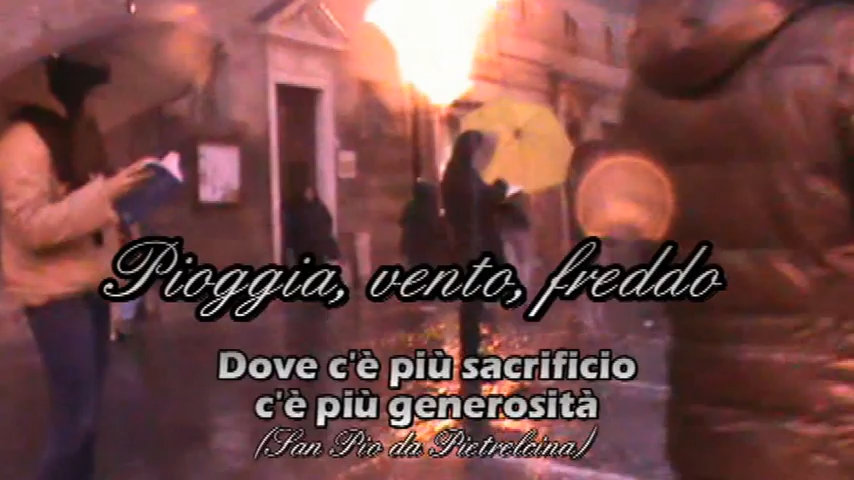 Pioggia, vento, freddo
Dove c'è più sacrificio
c'è più generosità
(San Pio da Pietrelcina)